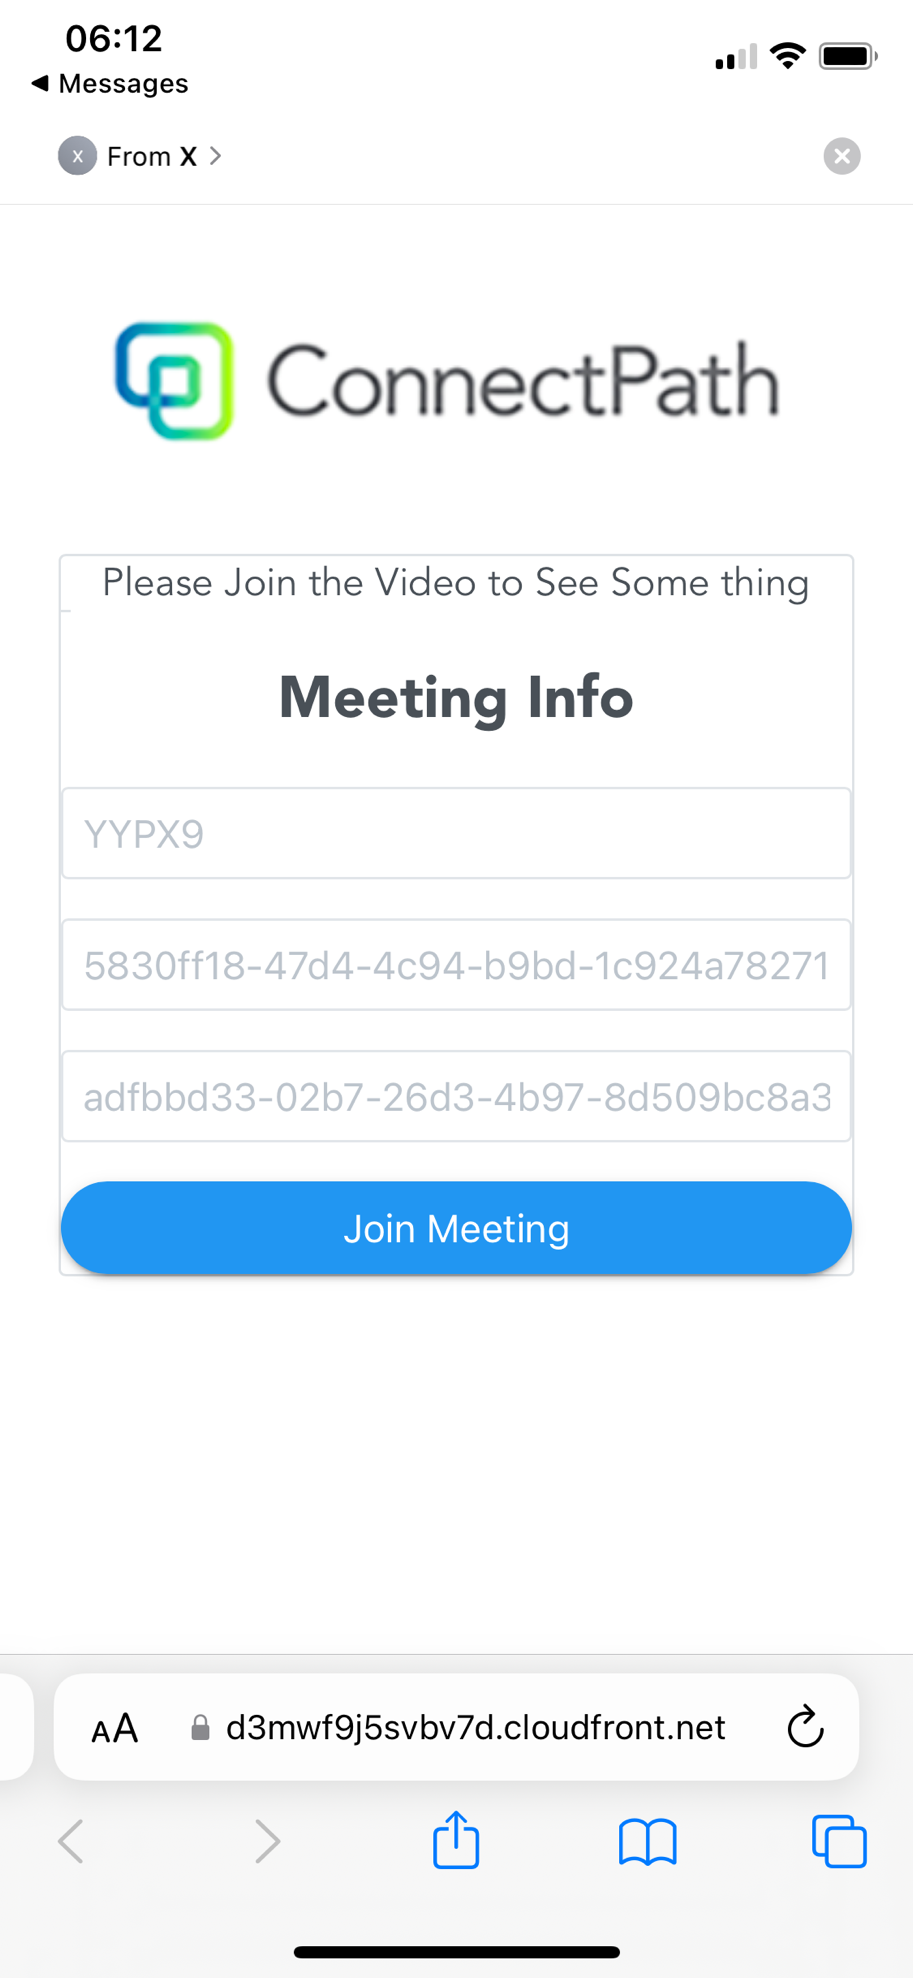 06:12
Messages
X From X
ConnectPath
Please Join the Video to See Some thing
Meeting Info
YYPX9
5830ff18-47d4-4c94-b9bd-1c924a78271
adfbbd33-02b7-26d3-4b97-8d509bc8a3
Join Meeting
AA d3mwf9j5svbv7d.cloudfront.net